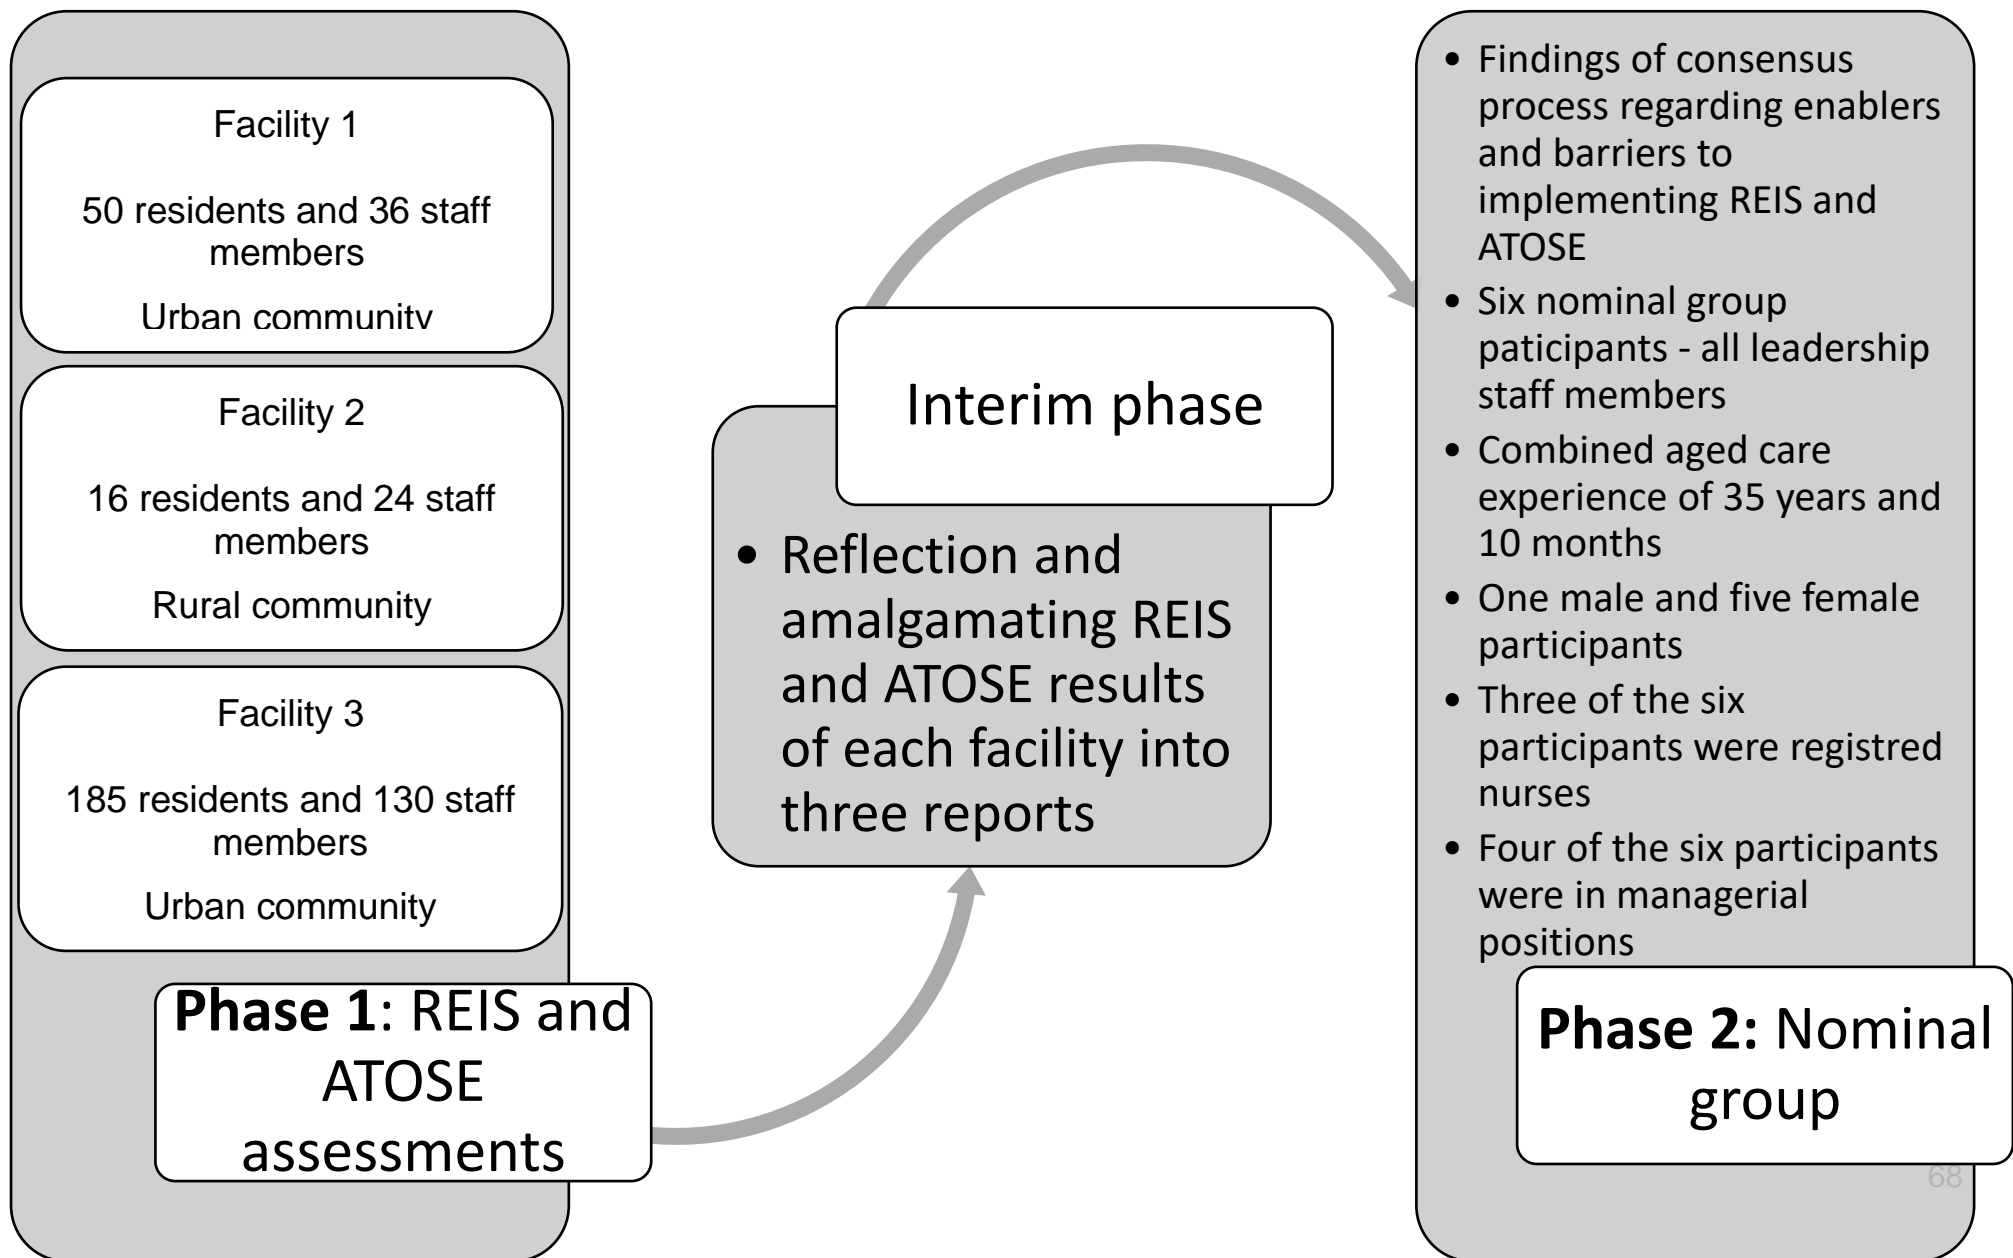 Facility 1
50 residents and 36 staff
members
Urban community
Facility 2
16 residents and 24 staff
members
Rural community
Facility 3
185 residents and 130 staff
members
Urban community
Phase 1: REIS and
ATOSE
assessments
Interim phase
• Reflection and
amalgamating REIS
and ATOSE results
of each facility into
three reports
• Findings of consensus
process regarding enablers
and barriers to
implementing REIS and
ATOSE
• Six nominal group
paticipants - all leadership
staff members
• Combined aged care
experience of 35 years and
10 months
• One male and five female
participants
• Three of the six
participants were registred
nurses
• Four of the six participants
were in managerial
positions
Phase 2: Nominal
group
68